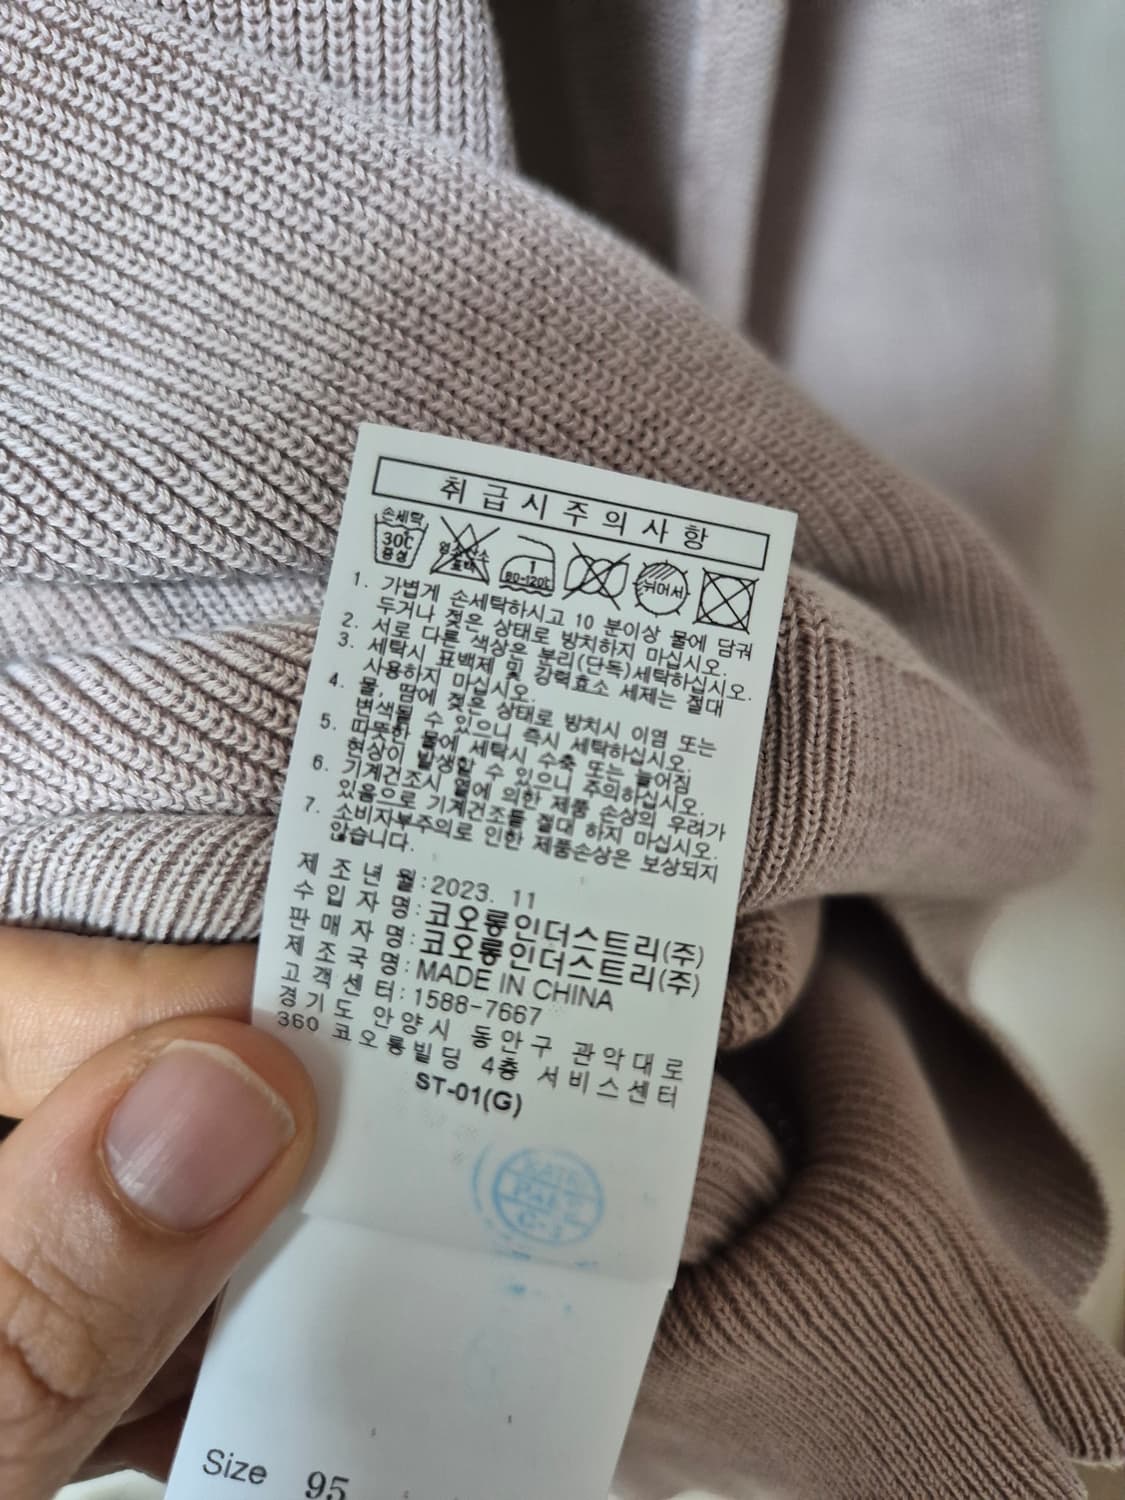 취급시주의사항
손세탁
30℃
중성
염소산소
표백
1
80-120℃
뉘어서
1. 가볍게 손세탁하시고 10 분이상 물에 담궈
두거나 젖은 상태로 방치하지 마십시오.
2. 서로 다른 색상은 분리(단독)세탁하십시오.
3. 세탁시 표백제 및 강력효소 세제는 절대
사용하지 마십시오.
4. 물, 땀에 젖은 상태로 방치시 이염 또는
변색될 수 있으니 즉시 세탁하십시오.
5. 따뜻한 물에 세탁시 수축 또는 늘어짐
현상이 발생할 수 있으니 주의하십시오.
6. 기계건조시 열에 의한 제품 손상의 우려가
있음으로 기계건조를 절대 하지 마십시오.
7. 소비자부주의로 인한 제품손상은 보상되지
않습니다.
제 조 년 월 : 2023. 11
수 입 자 명 : 코오롱인더스트리(주)
판 매 자 명 : 코오롱인더스트리(주)
제 조 국 명 : MADE IN CHINA
고 객 센 터 : 1588-7667
경기도 안양시 동안구 관악대로
360 코오롱빌딩 4층 서비스센터
ST-01(G)
Size 95